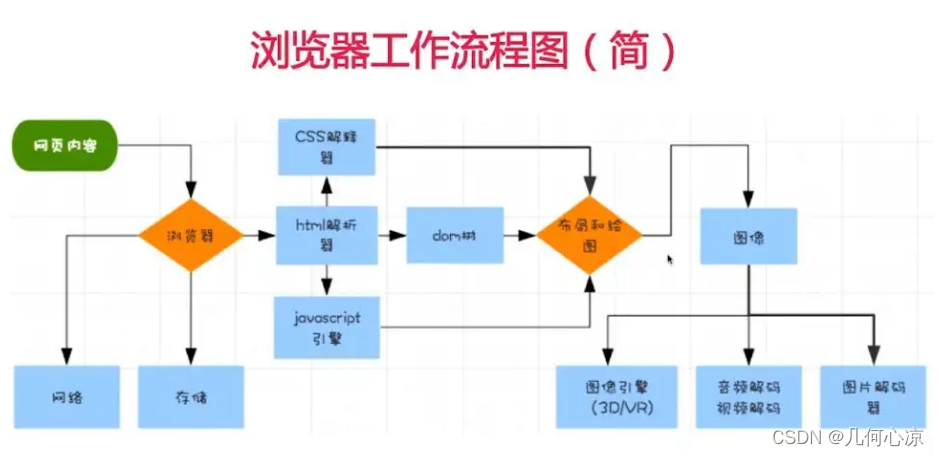 浏览器工作流程图（简）
网页内容
CSS解释
器
浏览器
html解析
器
dom树
布局和绘
图
图像
javascript
引擎
网络
存储
图像引擎
（3D/VR)
音频解码
视频解码
图片解码
器
CSDN @几何心凉